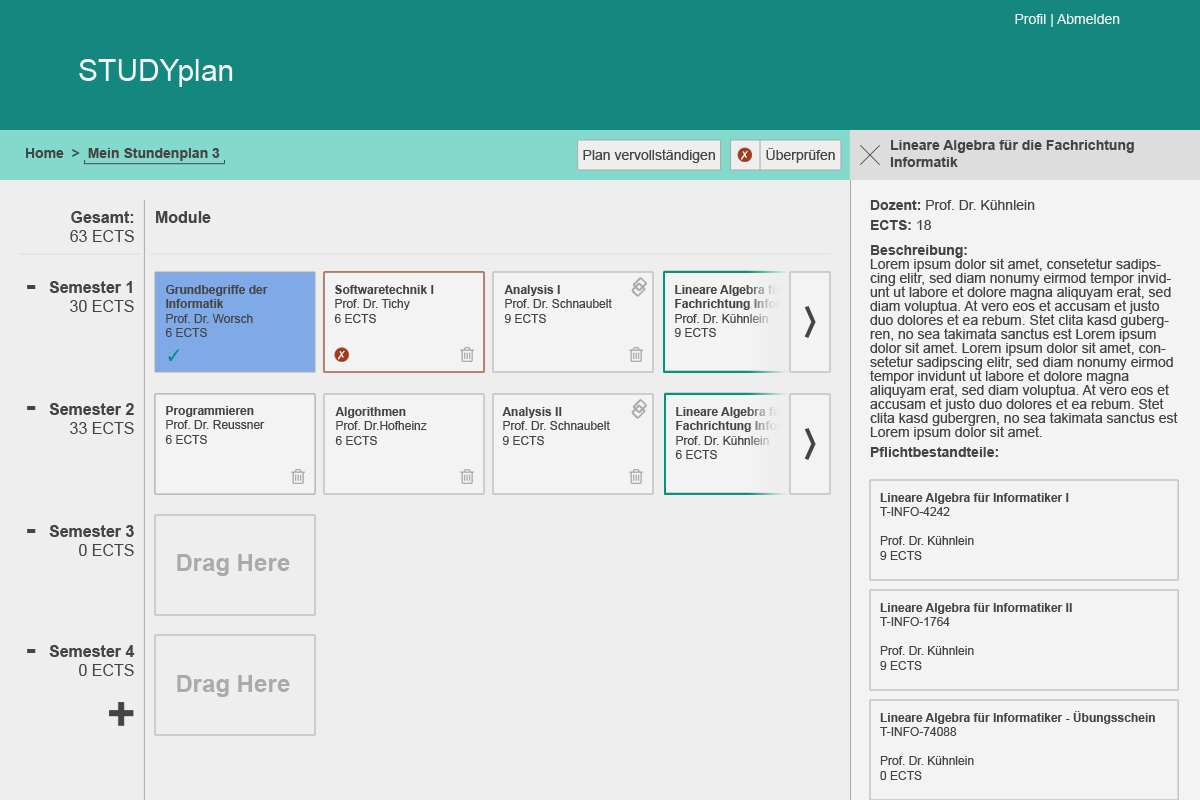 Profil | Abmelden
STUDYplan
Home > Mein Stundenplan 3
Plan vervollständigen
Überprüfen
Gesamt:
63 ECTS
Module
- Semester 1
30 ECTS
Grundbegriffe der
Informatik
Prof. Dr. Worsch
6 ECTS
Softwaretechnik I
Prof. Dr. Tichy
6 ECTS
Analysis I
Prof. Dr. Schnaubelt
9 ECTS
Lineare Algebra fü
Fachrichtung Infor
Prof. Dr. Kühnlein
9 ECTS
- Semester 2
33 ECTS
Programmieren
Prof. Dr. Reussner
6 ECTS
Algorithmen
Prof. Dr.Hofheinz
6 ECTS
Analysis II
Prof. Dr. Schnaubelt
9 ECTS
Lineare Algebra fü
Fachrichtung Infor
Prof. Dr. Kühnlein
6 ECTS
- Semester 3
0 ECTS
Drag Here
- Semester 4
0 ECTS
Drag Here
Lineare Algebra für die Fachrichtung
Informatik
Dozent: Prof. Dr. Kühnlein
ECTS: 18
Beschreibung:
Lorem ipsum dolor sit amet, consetetur sadips-
cing elitr, sed diam nonumy eirmod tempor invid-
unt ut labore et dolore magna aliquyam erat, sed
diam voluptua. At vero eos et accusam et justo
duo dolores et ea rebum. Stet clita kasd guberg-
ren, no sea takimata sanctus est Lorem ipsum
dolor sit amet. Lorem ipsum dolor sit amet, con-
setetur sadipscing elitr, sed diam nonumy eirmod
tempor invidunt ut labore et dolore magna
aliquyam erat, sed diam voluptua. At vero eos et
accusam et justo duo dolores et ea rebum. Stet
clita kasd gubergren, no sea takimata sanctus est
Lorem ipsum dolor sit amet.
Pflichtbestandteile:
Lineare Algebra für Informatiker I
T-INFO-4242
Prof. Dr. Kühnlein
9 ECTS
Lineare Algebra für Informatiker II
T-INFO-1764
Prof. Dr. Kühnlein
9 ECTS
Lineare Algebra für Informatiker - Übungsschein
T-INFO-74088
Prof. Dr. Kühnlein
0 ECTS